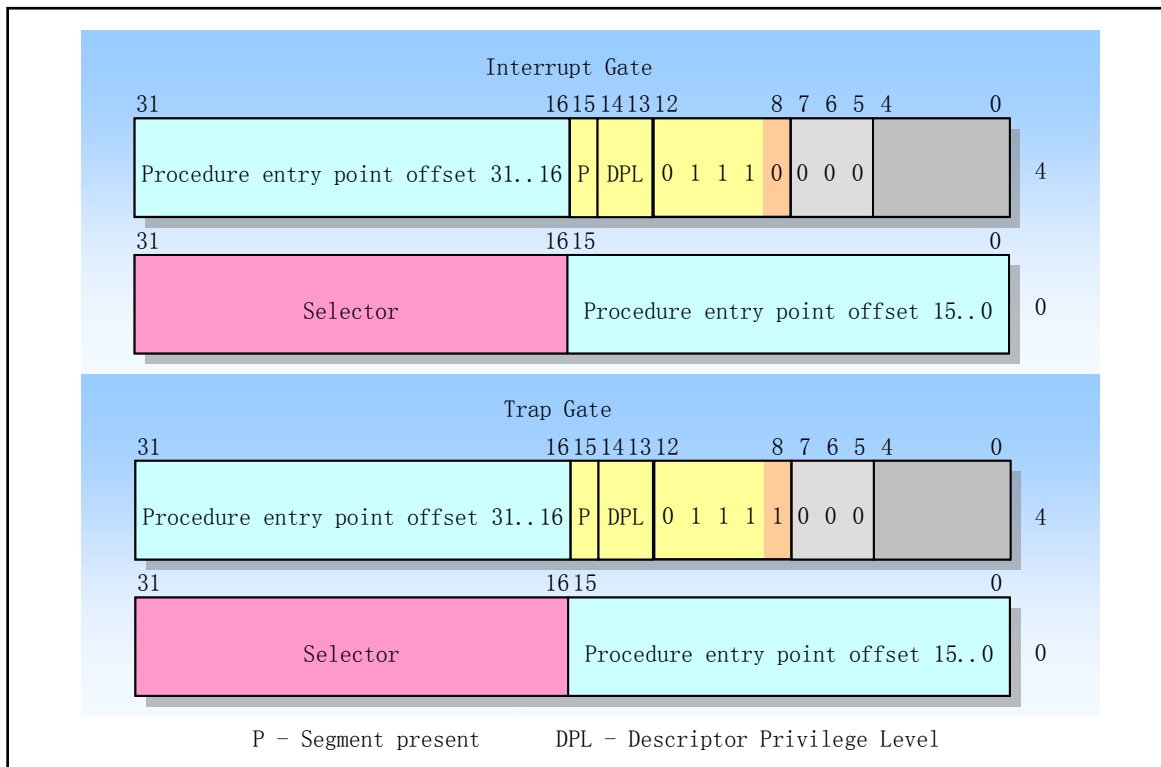 Interrupt Gate
31 16 15 14 13 12 8 7 6 5 4 0
Procedure entry point offset 31..16 P DPL 0 1 1 1 0 0 0 0 4
31 16 15 0
Selector Procedure entry point offset 15..0 0
Trap Gate
31 16 15 14 13 12 8 7 6 5 4 0
Procedure entry point offset 31..16 P DPL 0 1 1 1 1 0 0 0 4
31 16 15 0
Selector Procedure entry point offset 15..0 0
P - Segment present DPL - Descriptor Privilege Level